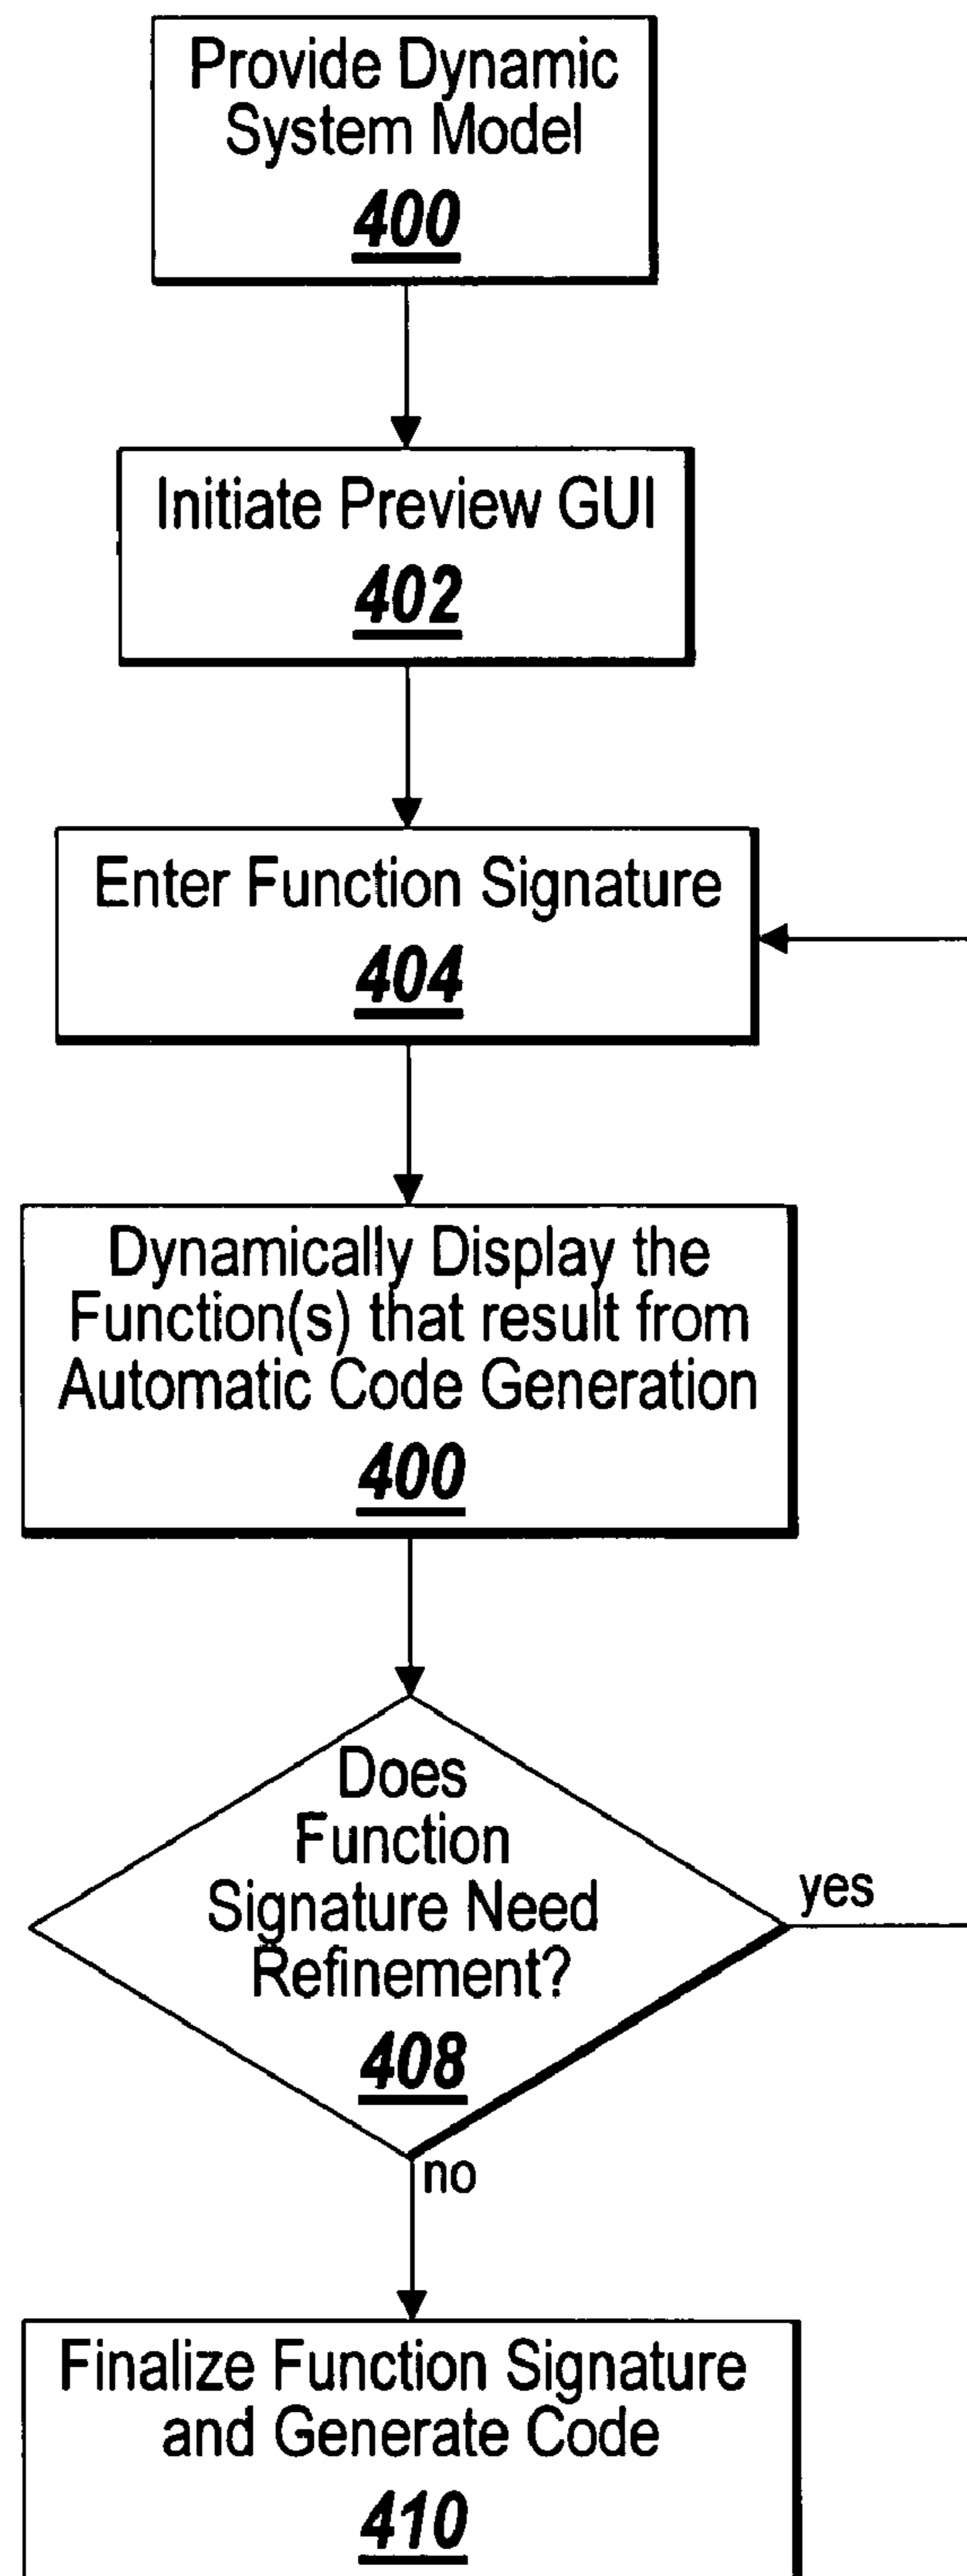 Provide Dynamic
System Model
400
Initiate Preview GUI
402
Enter Function Signature
404
Dynamically Display the
Function(s) that result from
Automatic Code Generation
400
Does
Function
Signature Need
Refinement?
408
yes
no
Finalize Function Signature
and Generate Code
410